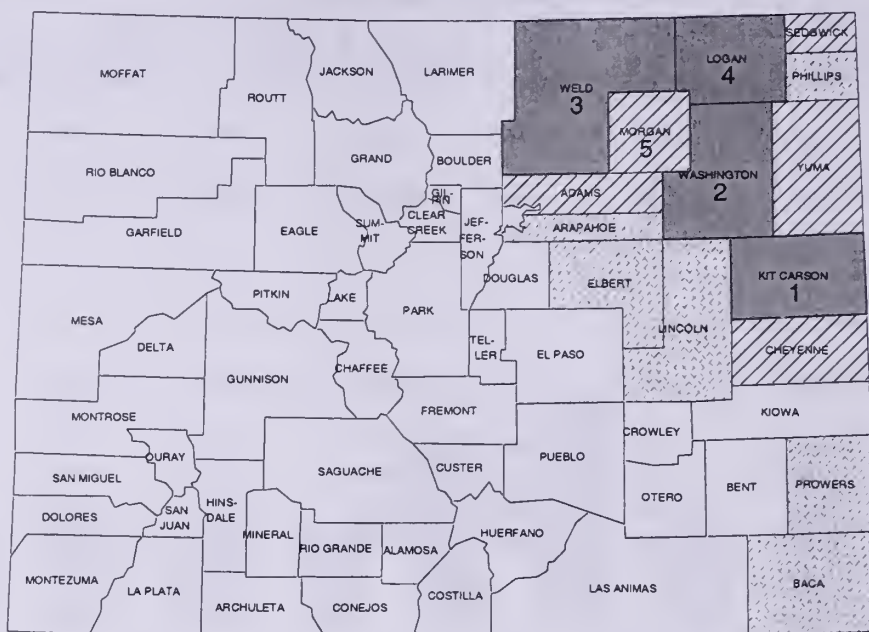 SEDGWICK
MOFFAT
ROUTT
JACKSON
LARIMER
WELD
3
LOGAN
4
PHILLIPS
MORGAN
5
RIO BLANCO
GRAND
BOULDER
WASHINGTON
2
YUMA
GIL-
PIN
ADAMS
GARFIELD
EAGLE
SUM-
MIT
CLEAR
CREEK
JEF-
FER-
SON
ARAPAHOE
PITKIN
LAKE
DOUGLAS
ELBERT
KIT CARSON
1
MESA
PARK
LINCOLN
DELTA
TEL-
LER
EL PASO
CHEYENNE
GUNNISON
CHAFFEE
MONTROSE
FREMONT
KIOWA
CROWLEY
OURAY
SAN MIGUEL
SAGUACHE
CUSTER
PUEBLO
OTERO
BENT
PROWERS
DOLORES
SAN
JUAN
HINS-
DALE
MINERAL
RIO GRANDE
ALAMOSA
HUERFANO
MONTEZUMA
LA PLATA
ARCHULETA
CONEJOS
COSTILLA
LAS ANIMAS
BACA